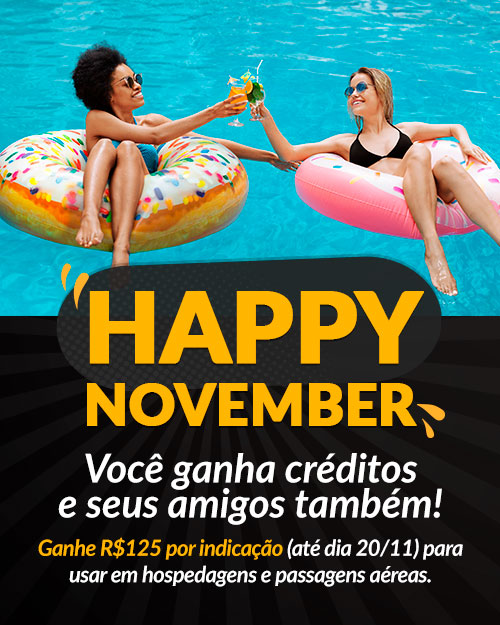 HAPPY
NOVEMBER
Você ganha créditos
e seus amigos também!
Ganhe R$125 por indicação (até dia 20/11) para
usar em hospedagens e passagens aéreas.